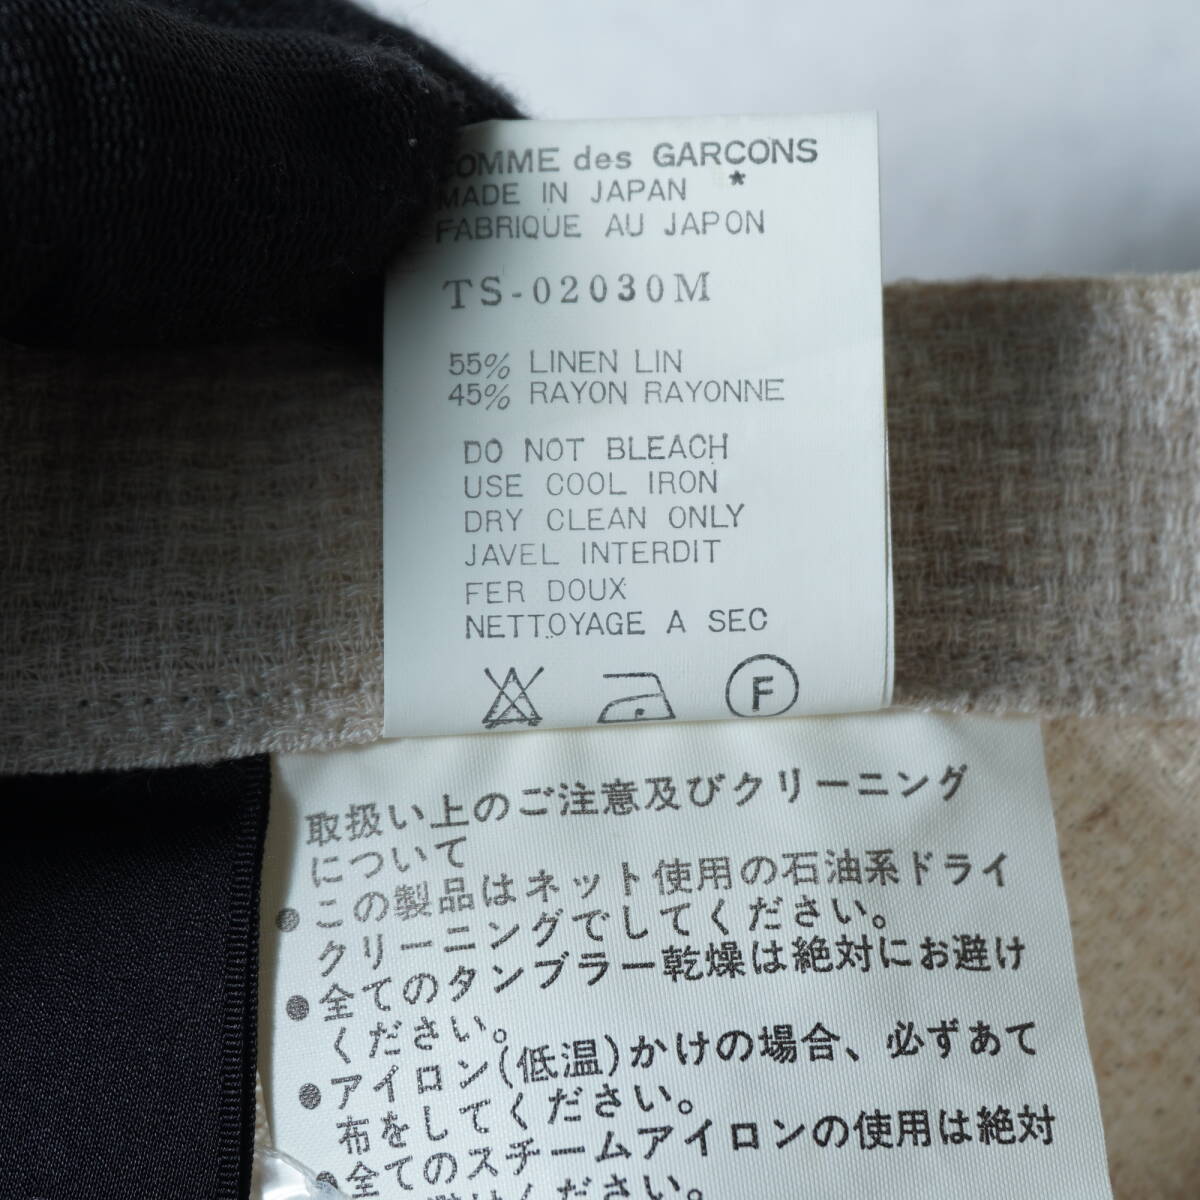 COMME des GARCONS
*
MADE IN JAPAN
FABRIQUE AU JAPON
TS-02030M
55% LINEN LIN
45% RAYON RAYONNE
DO NOT BLEACH
USE COOL IRON
DRY CLEAN ONLY
JAVEL INTERDIT
FER DOUX
NETTOYAGE A SEC
F
取扱い上のご注意及びクリーニング
について
●この製品はネット使用の石油系ドライ
クリーニングでしてください。
●全てのタンブラー乾燥は絶対にお避け
ください。
●アイロン(低温)かけの場合、必ずあて
布をしてください。
●全てのスチームアイロンの使用は絶対
ください。